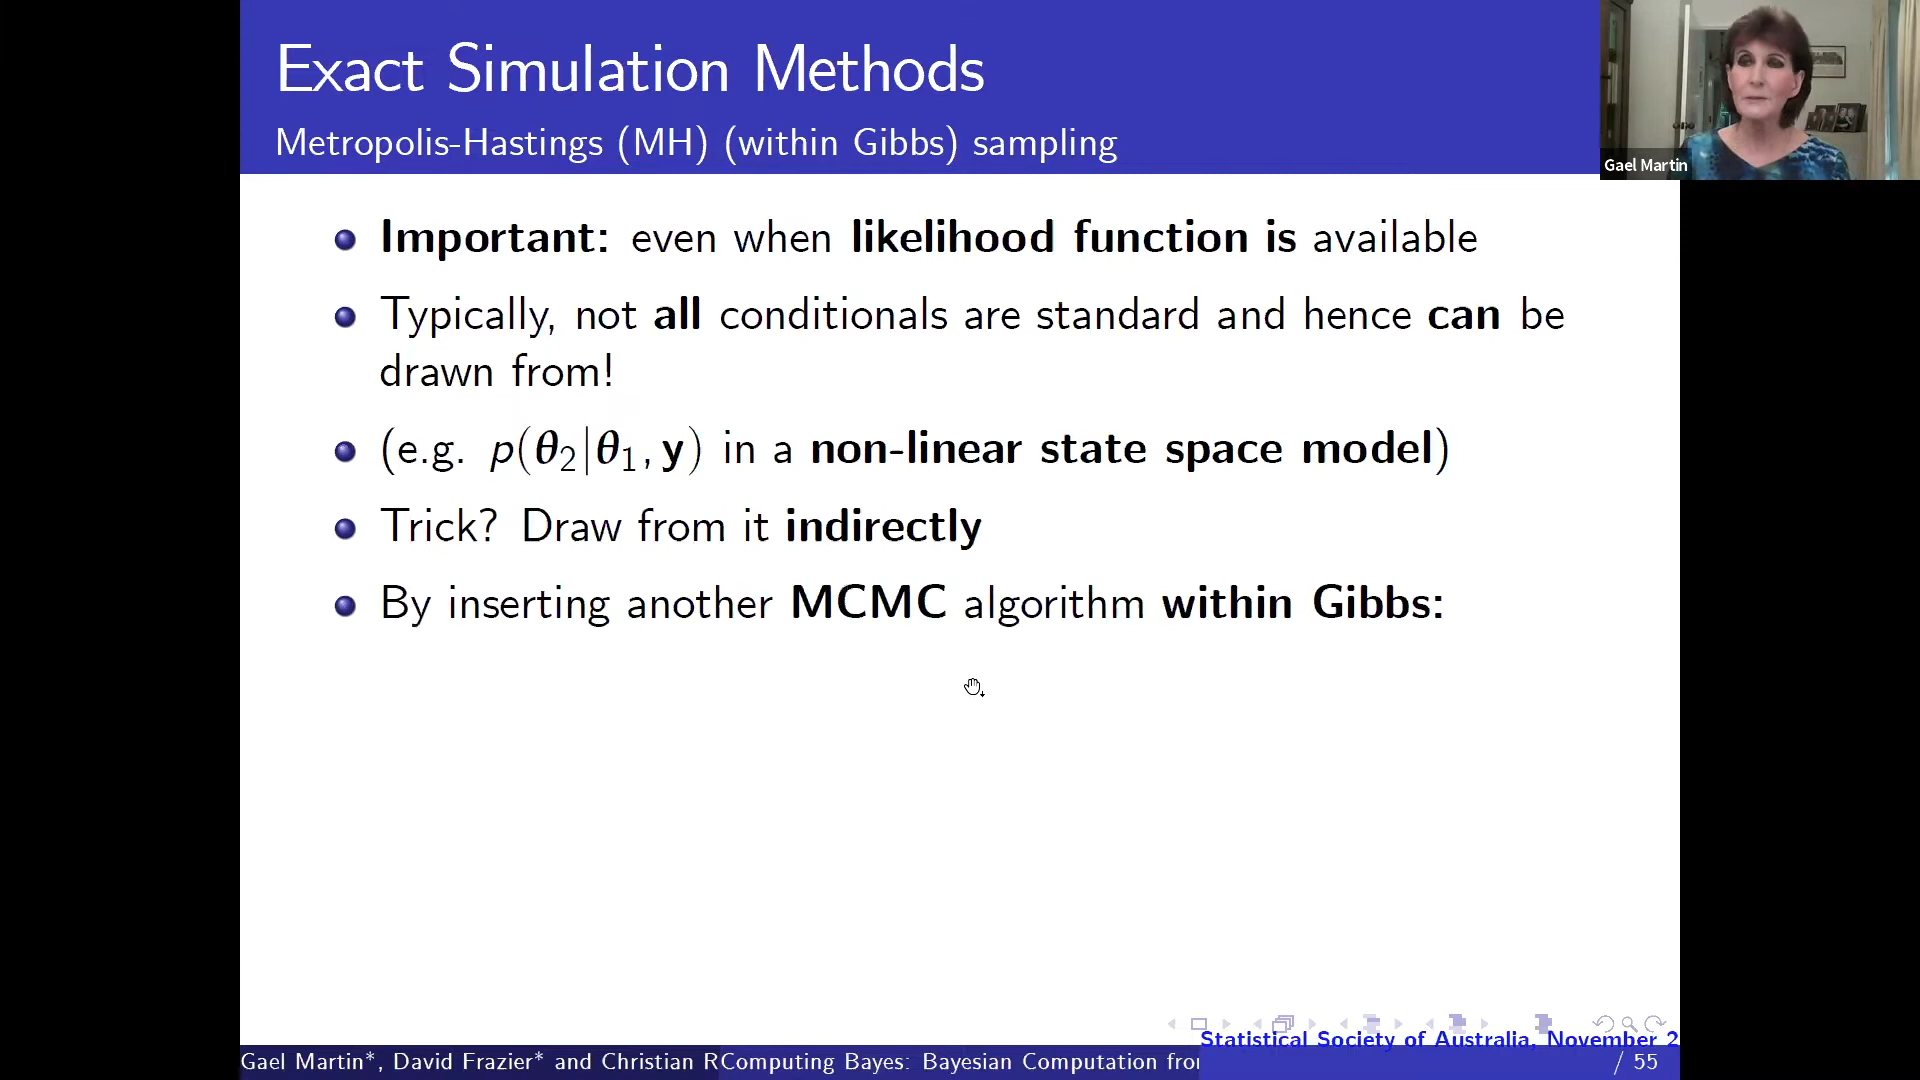 Exact Simulation Methods
Metropolis-Hastings (MH) (within Gibbs) sampling
Gael Martin
Important: even when likelihood function is available
Typically, not all conditionals are standard and hence can be
drawn from!
(e.g. p(θ₂|θ₁, y) in a non-linear state space model)
Trick? Draw from it indirectly
By inserting another MCMC algorithm within Gibbs:
Statistical Society of Australia, November 2
Gael Martin*, David Frazier* and Christian R Computing Bayes: Bayesian Computation from
/ 55